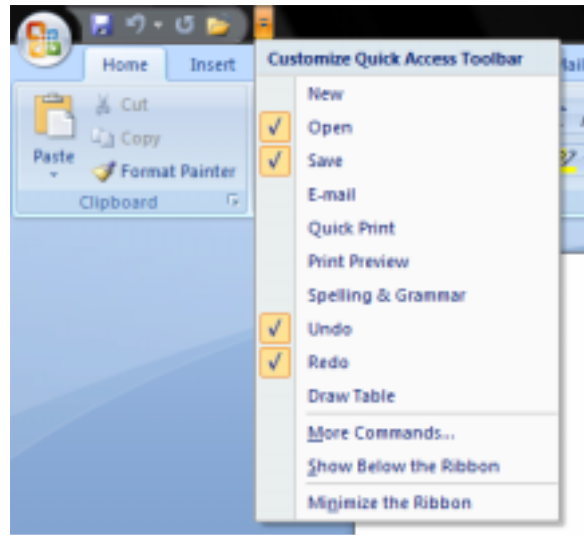 Home Insert
Cut
Copy
Paste
Format Painter
Clipboard
Customize Quick Access Toolbar
New
Open
Save
E-mail
Quick Print
Print Preview
Spelling & Grammar
Undo
Redo
Draw Table
More Commands...
Show Below the Ribbon
Minimize the Ribbon